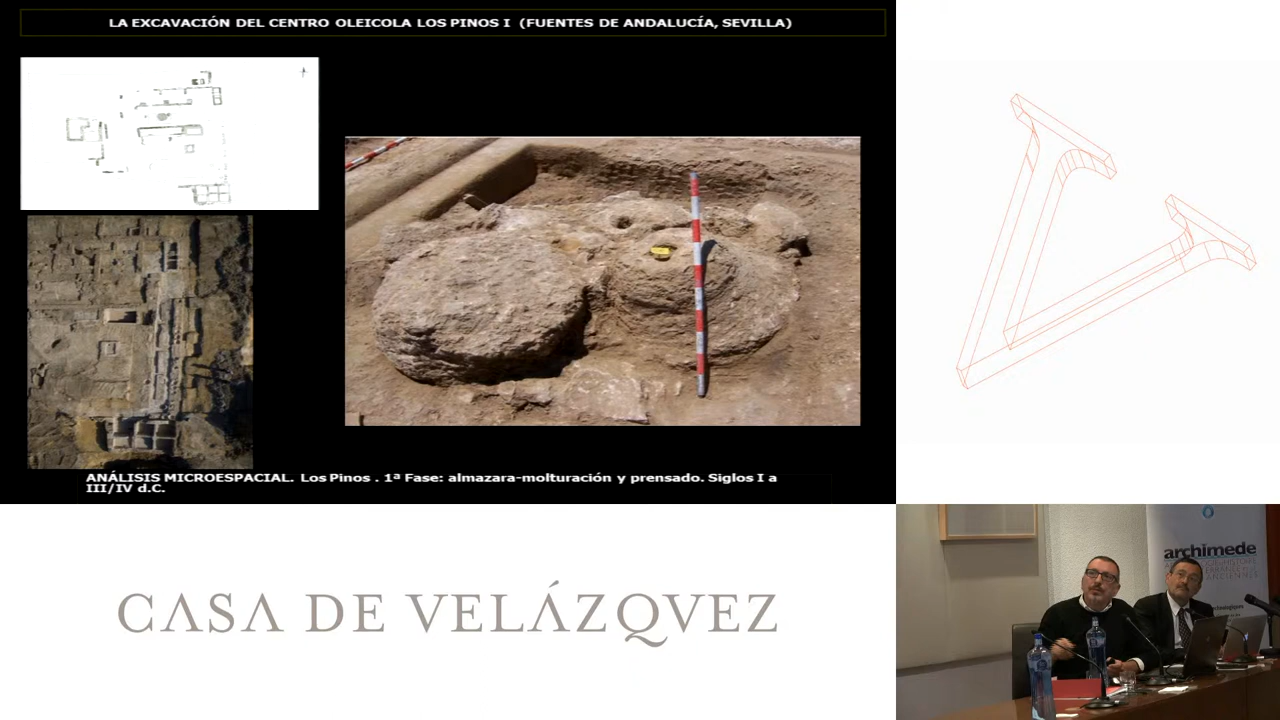 LA EXCAVACIÓN DEL CENTRO OLEICOLA LOS PINOS I (FUENTES DE ANDALUCÍA, SEVILLA)
ANÁLISIS MICROESPACIAL. Los Pinos . 1ª Fase: almazara-molturación y prensado. Siglos I a
III/IV d.C.
CASA DE VELÁZQVEZ
archimede